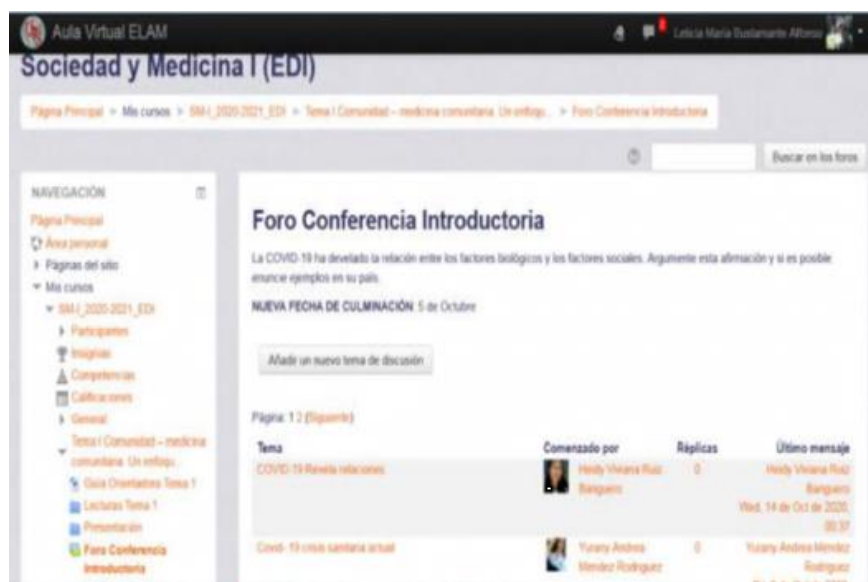 Aula Virtual ELAM
Leticia María Bustamante Alfonso
Sociedad y Medicina I (EDI)
Página Principal > Mis cursos > SM-I_2020-2021_EDI > Tema I Comunidad – medicina comunitaria. Un enfoqu... > Foro Conferencia Introductoria
Buscar en los foros
NAVEGACIÓN
Página Principal
Área personal
Páginas del sitio
Mis cursos
SM-I_2020-2021_EDI
Participantes
Insignias
Competencias
Calificaciones
General
Tema I Comunidad – medicina
comunitaria. Un enfoqu...
Guía Orientadora Tema 1
Lecturas Tema 1
Presentación
Foro Conferencia
Introductoria
Foro Conferencia Introductoria
La COVID-19 ha develado la relación entre los factores biológicos y los factores sociales. Argumente esta afirmación y si es posible
enuncie ejemplos en su país.
NUEVA FECHA DE CULMINACIÓN: 5 de Octubre
Añadir un nuevo tema de discusión
Página: 1 2 (Siguiente)
Tema Comenzado por Réplicas Último mensaje
COVID-19 Revela relaciones Heidy Viviana Ruiz 0 Heidy Viviana Ruiz
Banguero Banguero
Wed, 14 de Oct de 2020,
00:37
Covid- 19 crisis sanitaria actual Yurany Andrea 0 Yurany Andrea Mendez
Mendez Rodriguez Rodriguez